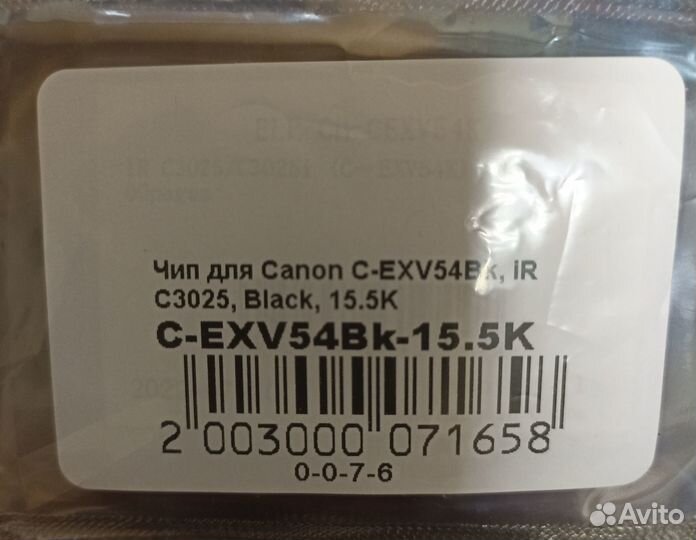 Чип для Canon C-EXV54Bk, iR
C3025, Black, 15.5K
C-EXV54Bk-15.5K
2 003000 071658
0-0-7-6
Avito